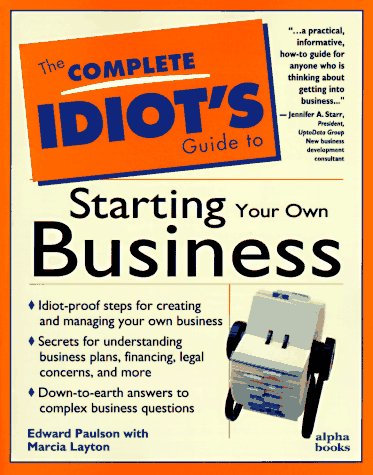 The COMPLETE
IDIOT'S
Guide to
"...a practical,
informative,
how-to guide for
anyone who is
thinking about
getting into
business..."
— Jennifer A. Starr,
President,
UptoData Group
New business
development
consultant
Starting Your Own
Business
♦ Idiot-proof steps for creating
and managing your own business
♦ Secrets for understanding
business plans, financing, legal
concerns, and more
♦ Down-to-earth answers to
complex business questions
Edward Paulson with
Marcia Layton
alpha
books